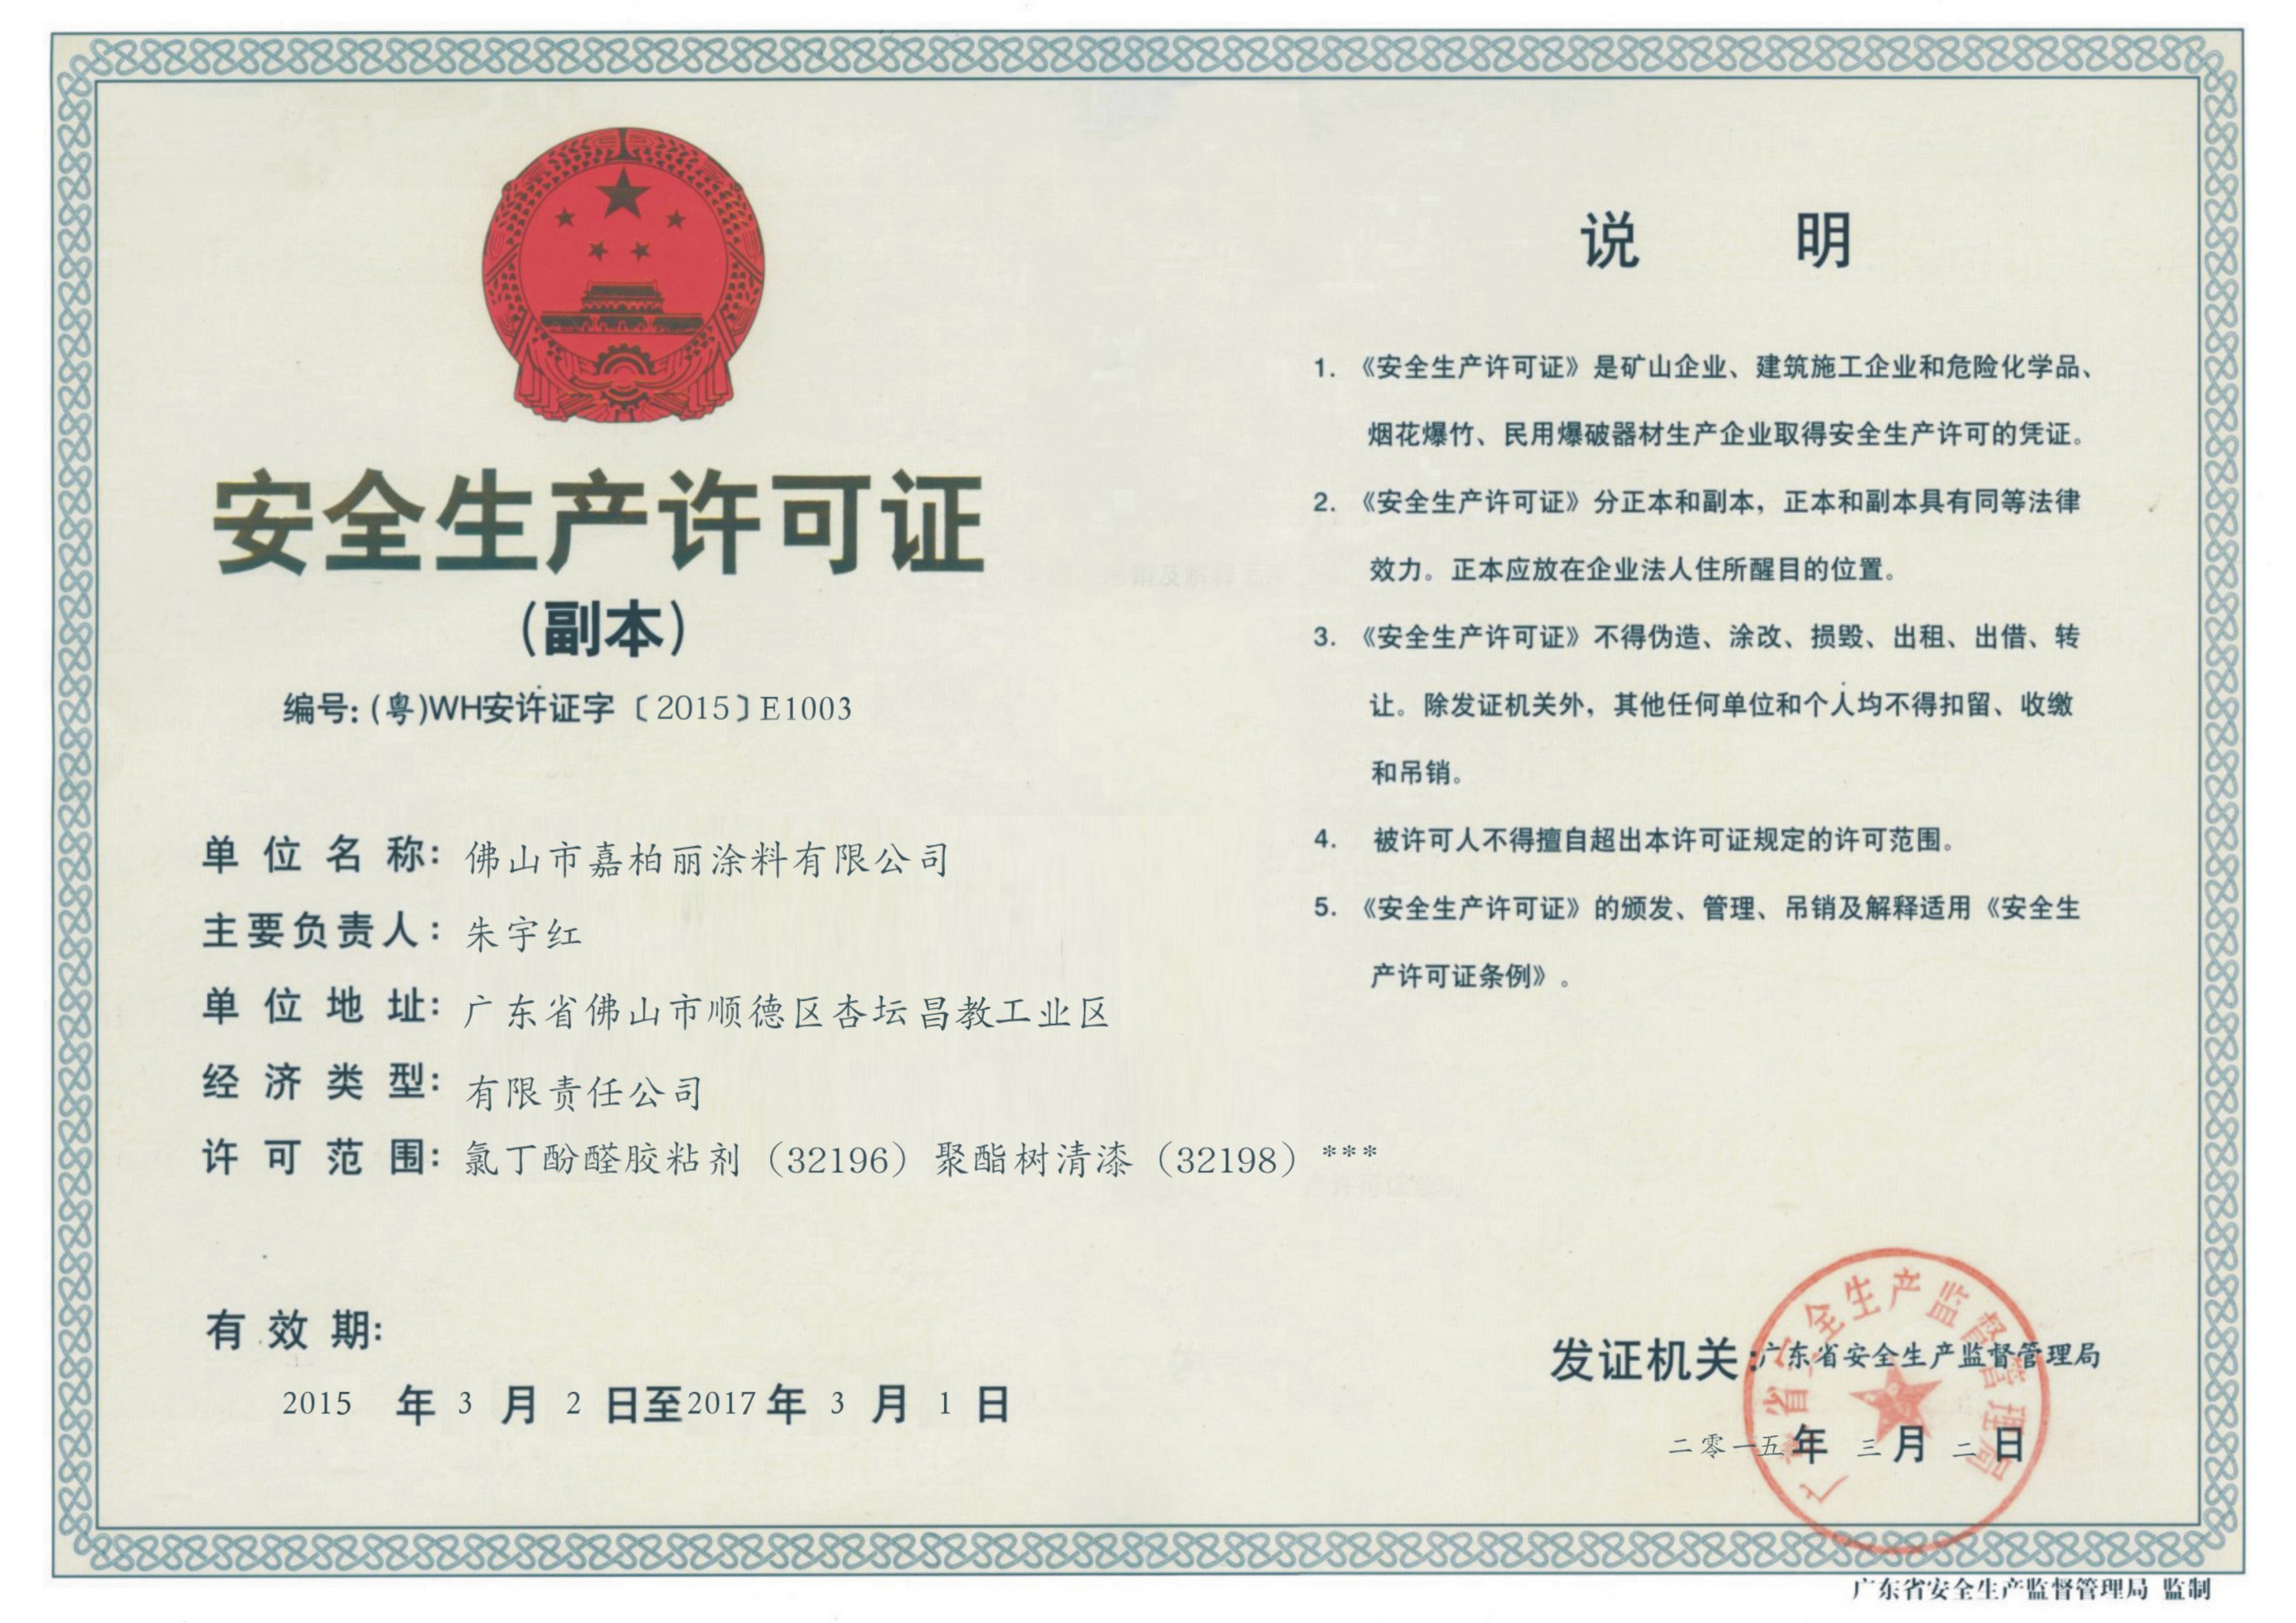 安全生产许可证
（副本）
编号：(粤)WH安许证字〔2015〕E1003
单位名称：佛山市嘉柏丽涂料有限公司
主要负责人：朱宇红
单位地址：广东省佛山市顺德区杏坛昌教工业区
经济类型：有限责任公司
许可范围：氯丁酚醛胶粘剂（32196）聚酯树清漆（32198）***
有效期：
2015 年 3 月 2 日至2017年 3 月 1 日
说 明
1. 《安全生产许可证》是矿山企业、建筑施工企业和危险化学品、
烟花爆竹、民用爆破器材生产企业取得安全生产许可的凭证。
2. 《安全生产许可证》分正本和副本，正本和副本具有同等法律
效力。正本应放在企业法人住所醒目的位置。
3. 《安全生产许可证》不得伪造、涂改、损毁、出租、出借、转
让。除发证机关外，其他任何单位和个人均不得扣留、收缴
和吊销。
4. 被许可人不得擅自超出本许可证规定的许可范围。
5. 《安全生产许可证》的颁发、管理、吊销及解释适用《安全生
产许可证条例》。
发证机关：广东省安全生产监督管理局
二零一五年 三月 二日
广东省安全生产监督管理局
广东省安全生产监督管理局 监制